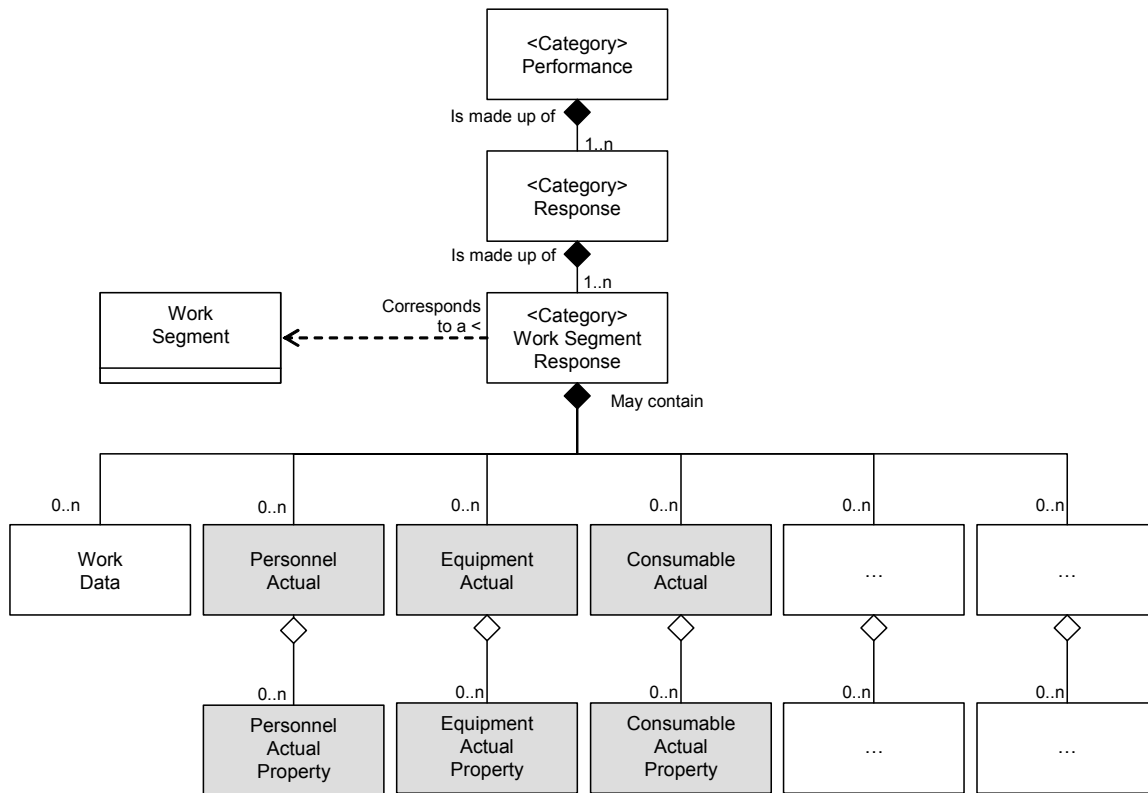 <Category>
Performance
Is made up of
1..n
<Category>
Response
Is made up of
1..n
Work
Segment
Corresponds
to a <
<Category>
Work Segment
Response
May contain
0..n
0..n
0..n
0..n
0..n
0..n
Work
Data
Personnel
Actual
Equipment
Actual
Consumable
Actual
...
...
0..n
0..n
0..n
0..n
0..n
Personnel
Actual
Property
Equipment
Actual
Property
Consumable
Actual
Property
...
...